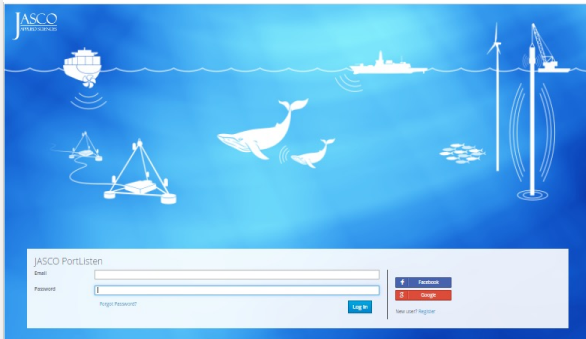 JASCO
APPLIED SCIENCES
JASCO PortListen
Email
Password
Forgot Password?
Log In
f Facebook
g Google
New user? Register